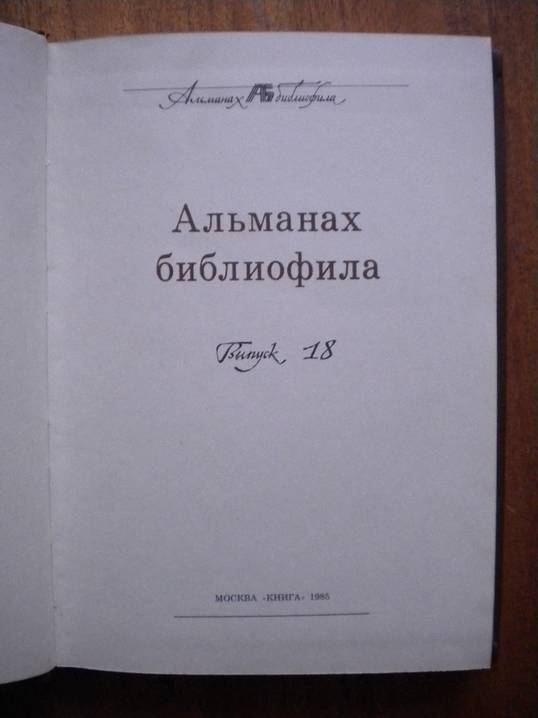 Альманах АБ библиофила
Альманах
библиофила
Выпуск 18
МОСКВА «КНИГА» 1985